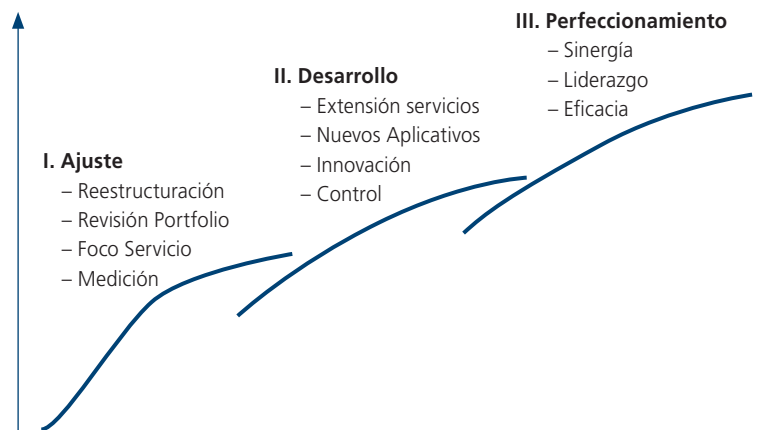 III. Perfeccionamiento
– Sinergía
– Liderazgo
– Eficacia
II. Desarrollo
– Extensión servicios
– Nuevos Aplicativos
– Innovación
– Control
I. Ajuste
– Reestructuración
– Revisión Portfolio
– Foco Servicio
– Medición